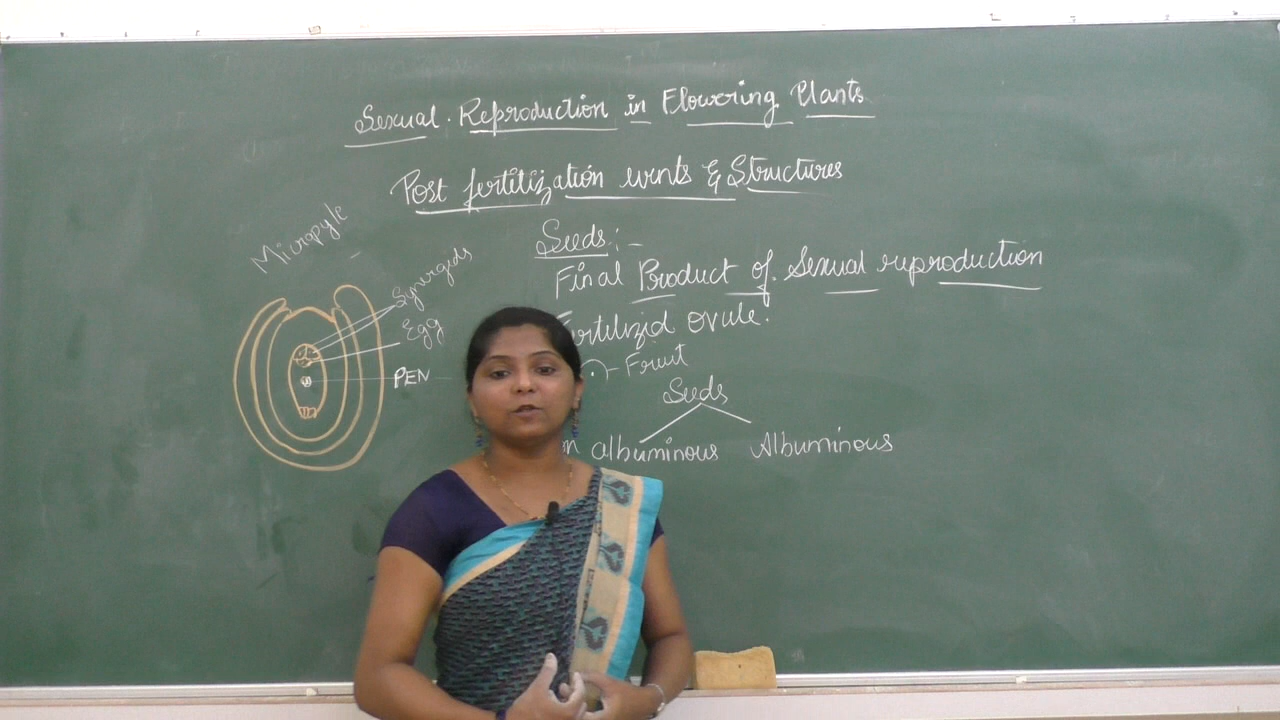 Sexual Reproduction in Flowering Plants
Post fertilization events & Structures
Micropyle
Synergids
Egg
PEN
Seeds :-
Final Product of Sexual reproduction
Fertilizid ovule.
Fruit
Seeds
albuminous Albuminous